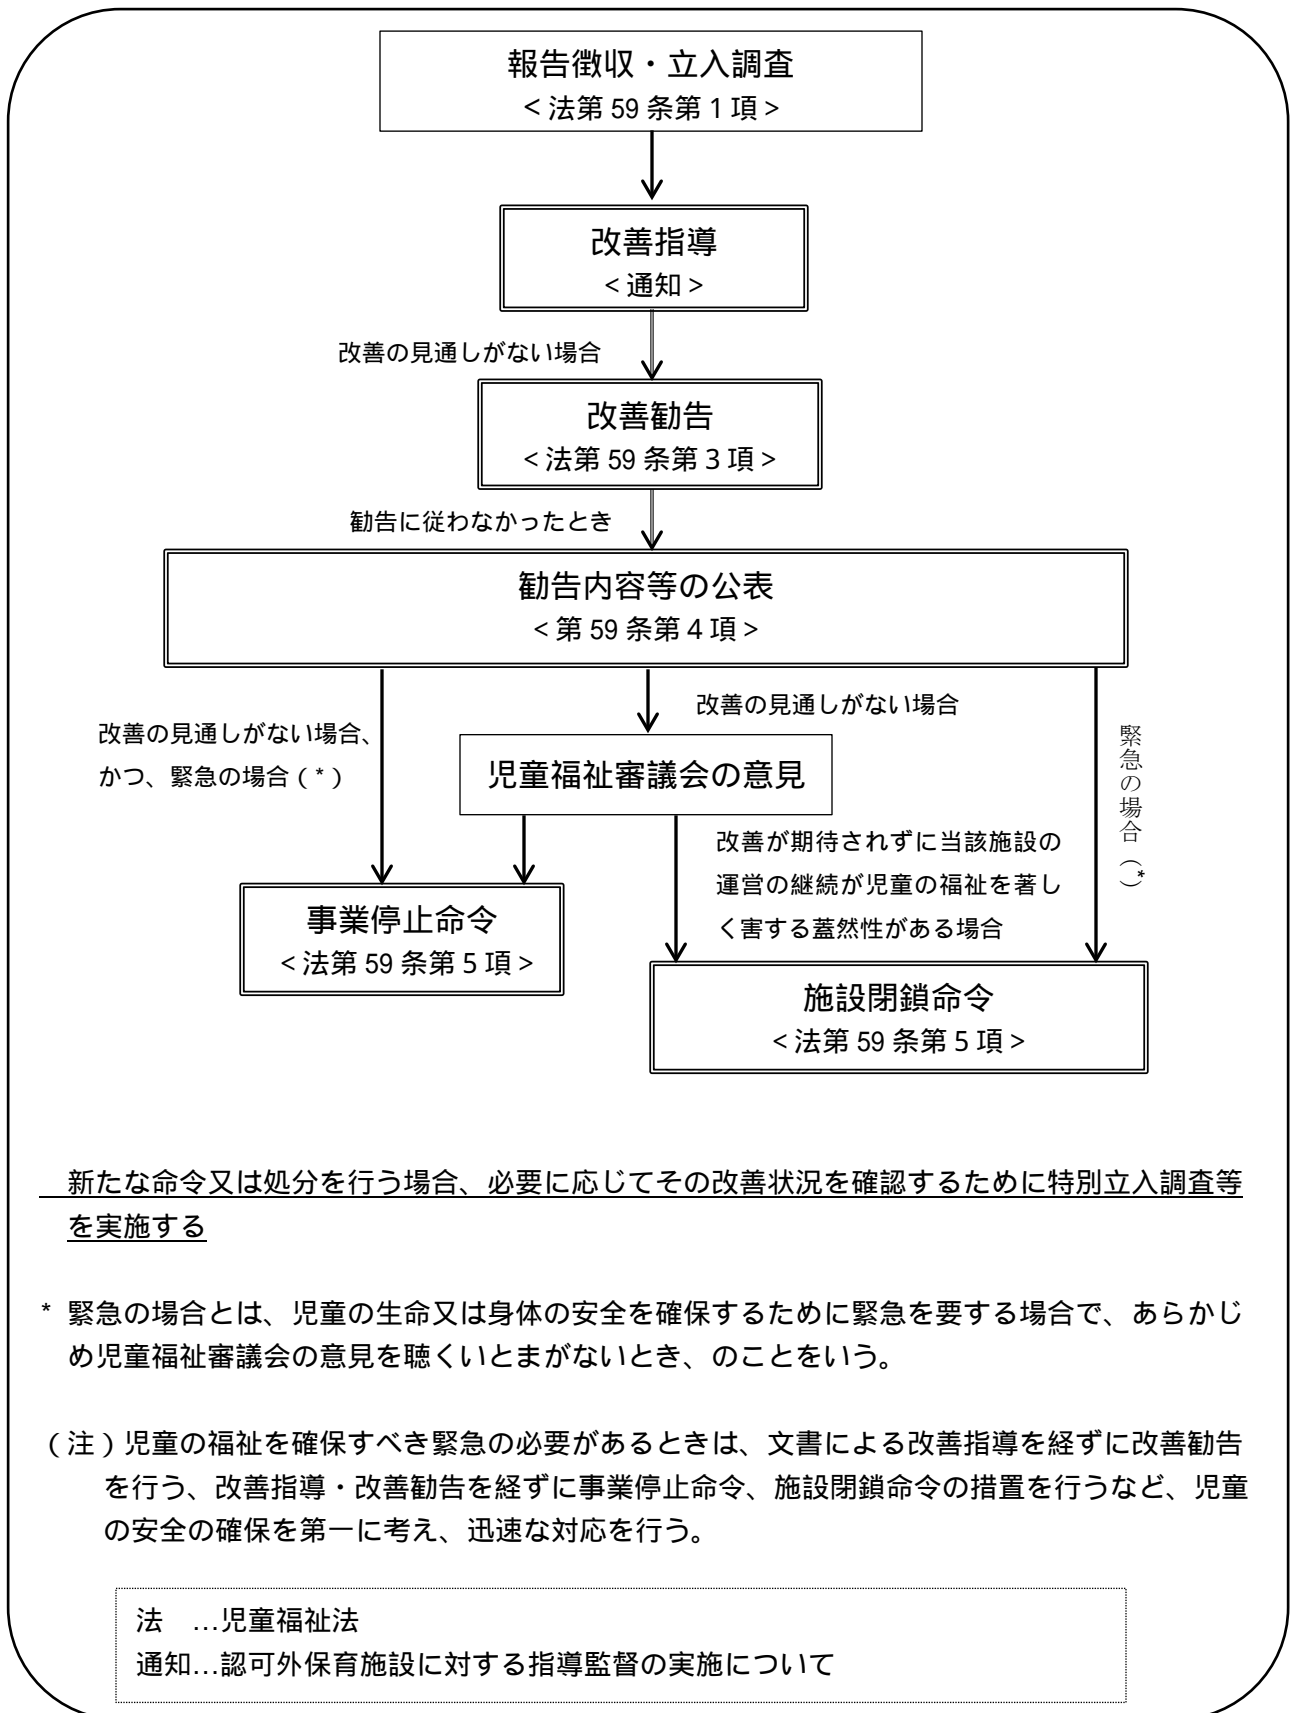 報告徴収・立入調査
＜法第 59 条第 1 項＞
改善指導
＜通知＞
改善の見通しがない場合
改善勧告
＜法第 59 条第 3 項＞
勧告に従わなかったとき
勧告内容等の公表
＜第 59 条第 4 項＞
改善の見通しがない場合、
かつ、緊急の場合（*）
改善の見通しがない場合
児童福祉審議会の意見
緊急の場合（*）
改善が期待されずに当該施設の
運営の継続が児童の福祉を著し
く害する蓋然性がある場合
事業停止命令
＜法第 59 条第 5 項＞
施設閉鎖命令
＜法第 59 条第 5 項＞
新たな命令又は処分を行う場合、必要に応じてその改善状況を確認するために特別立入調査等
を実施する
* 緊急の場合とは、児童の生命又は身体の安全を確保するために緊急を要する場合で、あらかじ
め児童福祉審議会の意見を聴くいとまがないとき、のことをいう。
（注）児童の福祉を確保すべき緊急の必要があるときは、文書による改善指導を経ずに改善勧告
を行う、改善指導・改善勧告を経ずに事業停止命令、施設閉鎖命令の措置を行うなど、児童
の安全の確保を第一に考え、迅速な対応を行う。
法　…児童福祉法
通知…認可外保育施設に対する指導監督の実施について